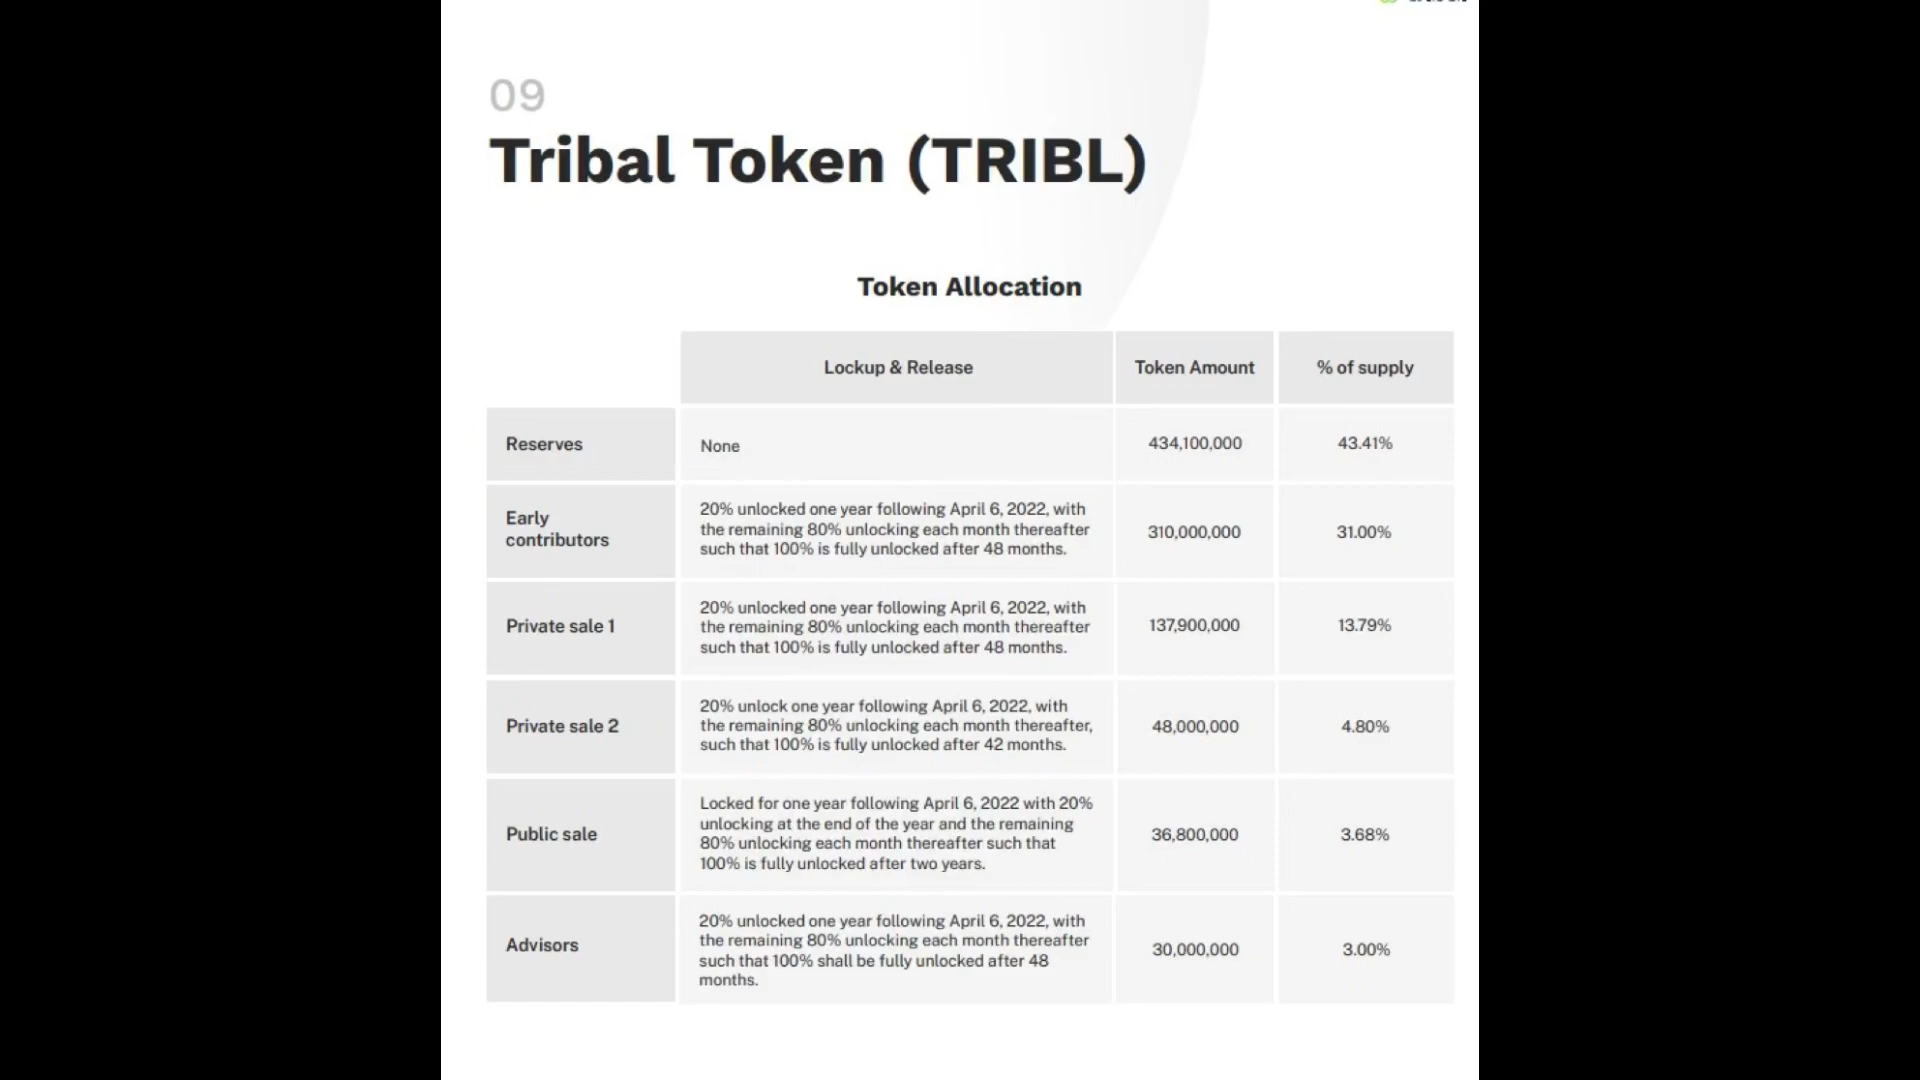 09
Tribal Token (TRIBL)
Token Allocation
Lockup & Release Token Amount % of supply
Reserves None 434,100,000 43.41%
Early
contributors
20% unlocked one year following April 6, 2022, with
the remaining 80% unlocking each month thereafter
such that 100% is fully unlocked after 48 months.
310,000,000 31.00%
Private sale 1
20% unlocked one year following April 6, 2022, with
the remaining 80% unlocking each month thereafter
such that 100% is fully unlocked after 48 months.
137,900,000 13.79%
Private sale 2
20% unlock one year following April 6, 2022, with
the remaining 80% unlocking each month thereafter,
such that 100% is fully unlocked after 42 months.
48,000,000 4.80%
Public sale
Locked for one year following April 6, 2022 with 20%
unlocking at the end of the year and the remaining
80% unlocking each month thereafter such that
100% is fully unlocked after two years.
36,800,000 3.68%
Advisors
20% unlocked one year following April 6, 2022, with
the remaining 80% unlocking each month thereafter
such that 100% shall be fully unlocked after 48
months.
30,000,000 3.00%